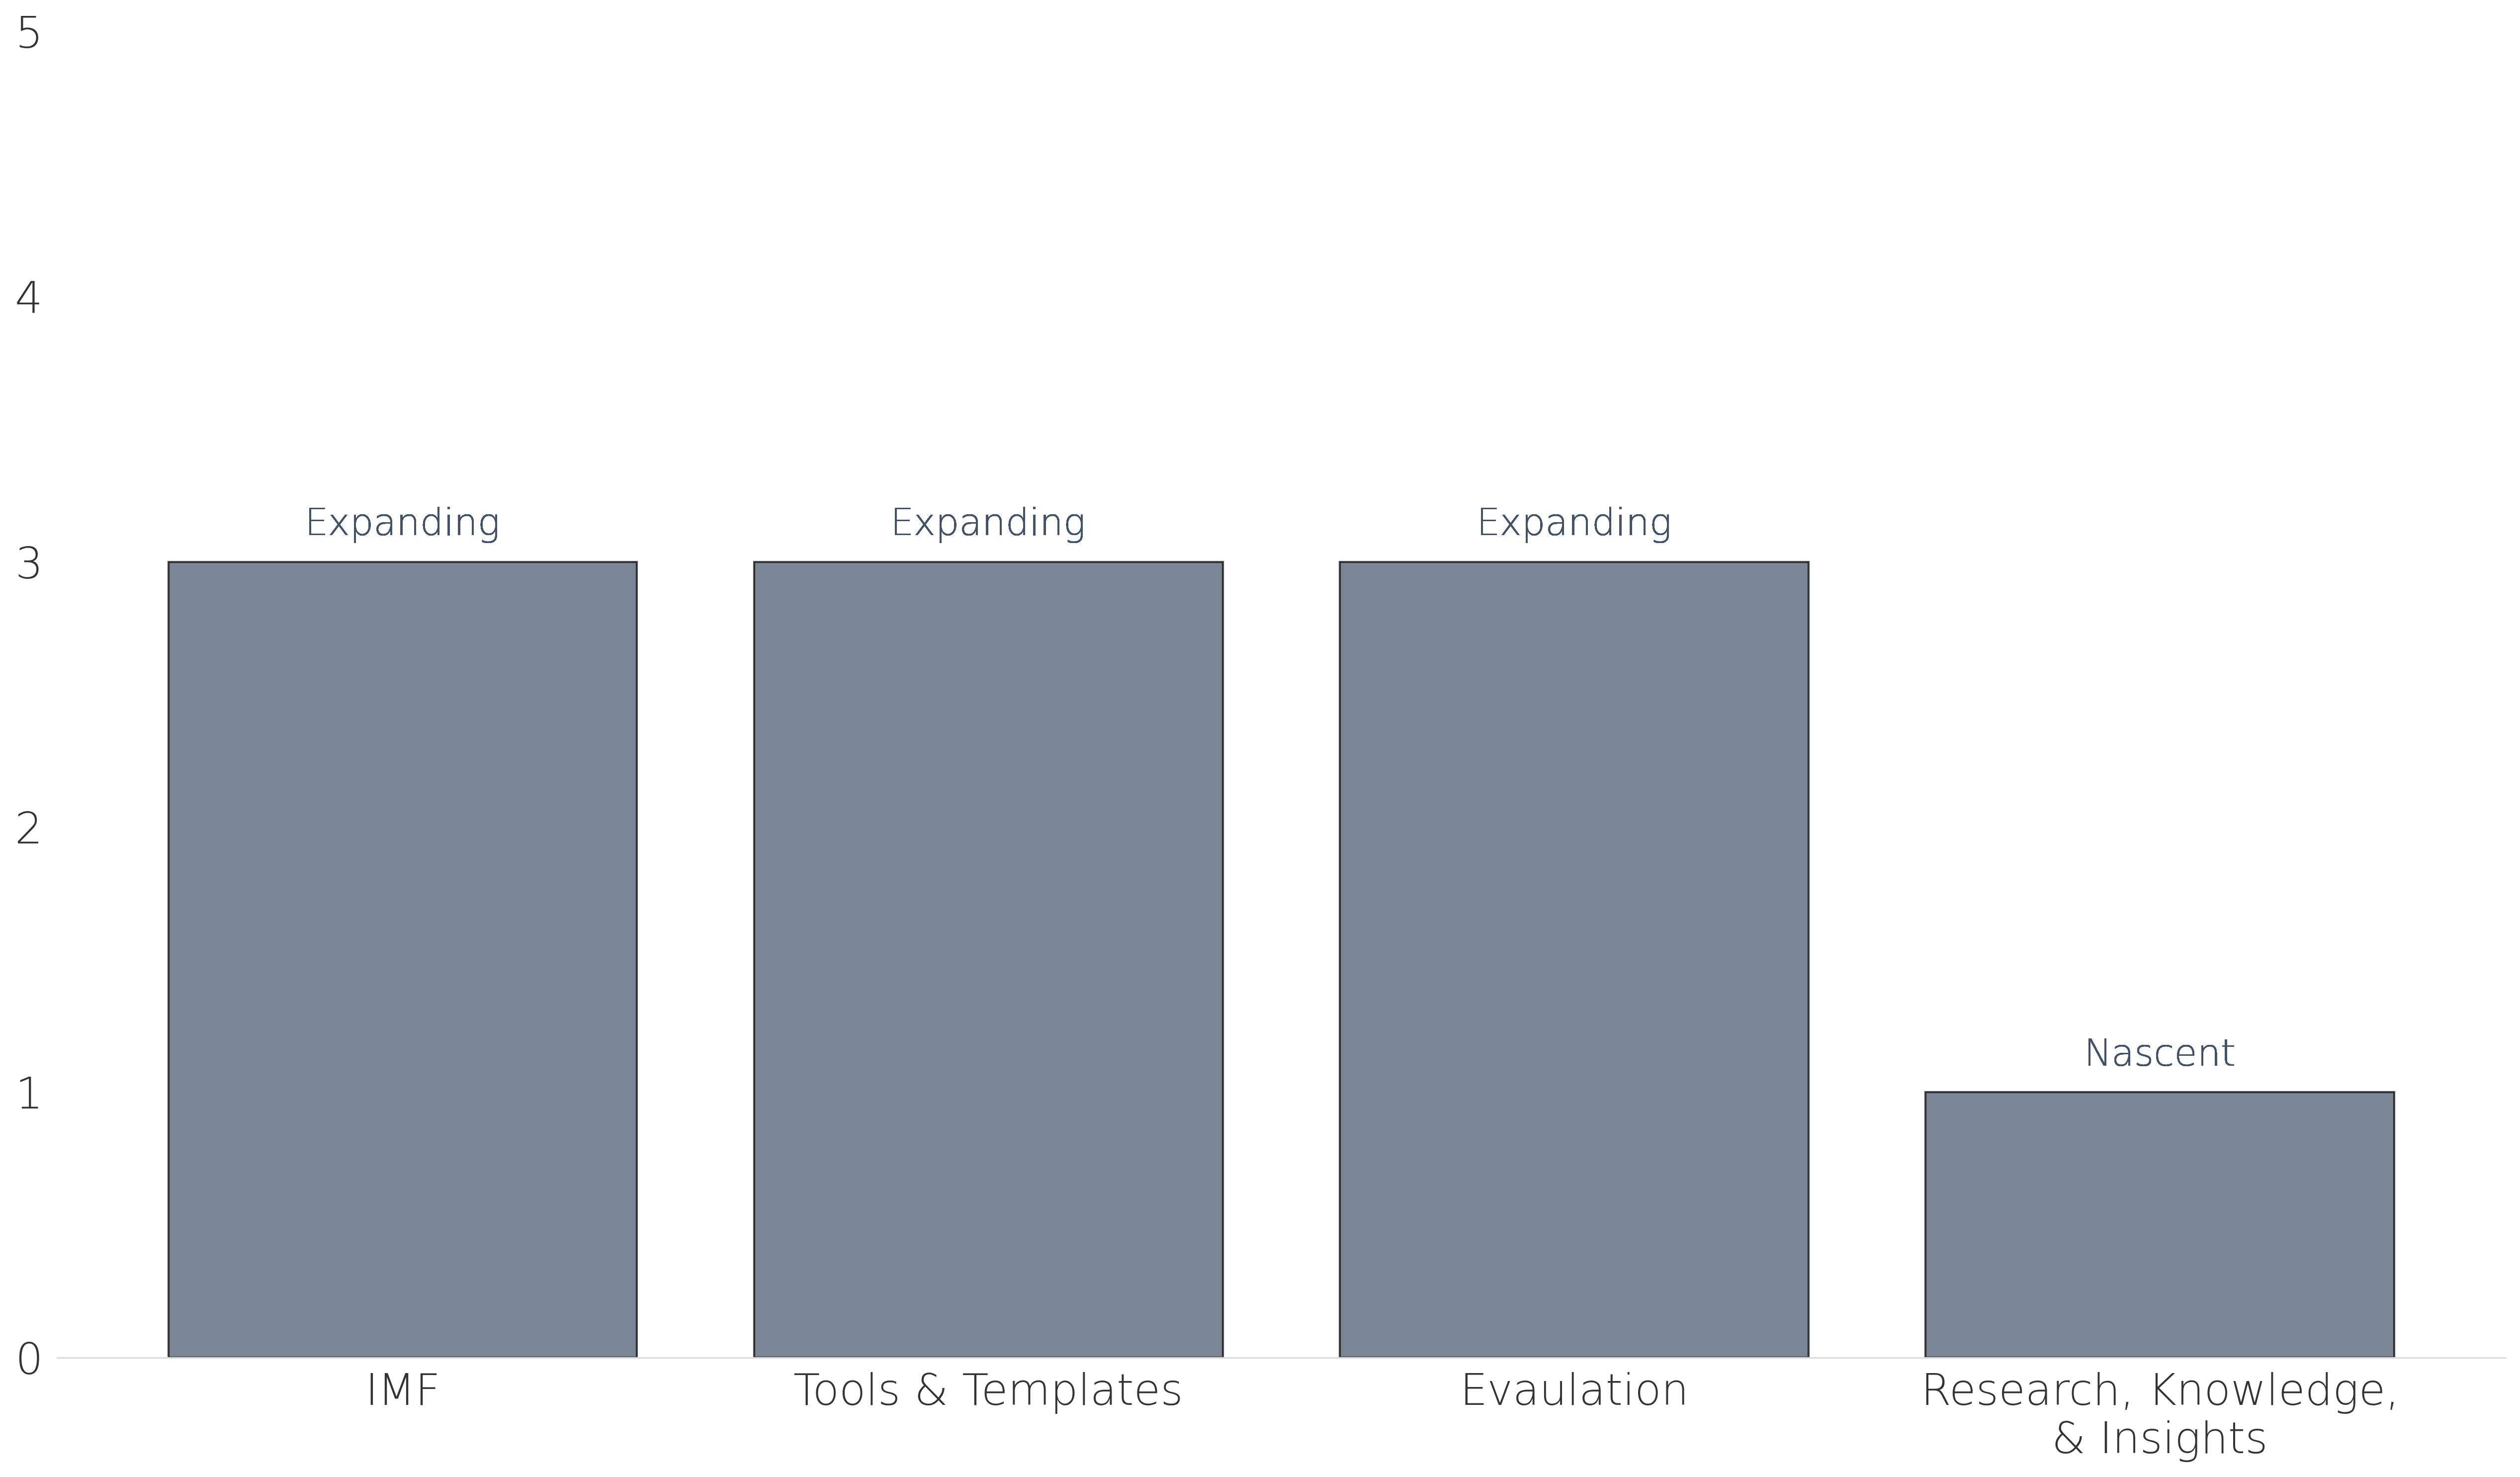 5
4
3
2
1
0
Expanding
Expanding
Expanding
Nascent
IMF
Tools & Templates
Evaulation
Research, Knowledge,
& Insights